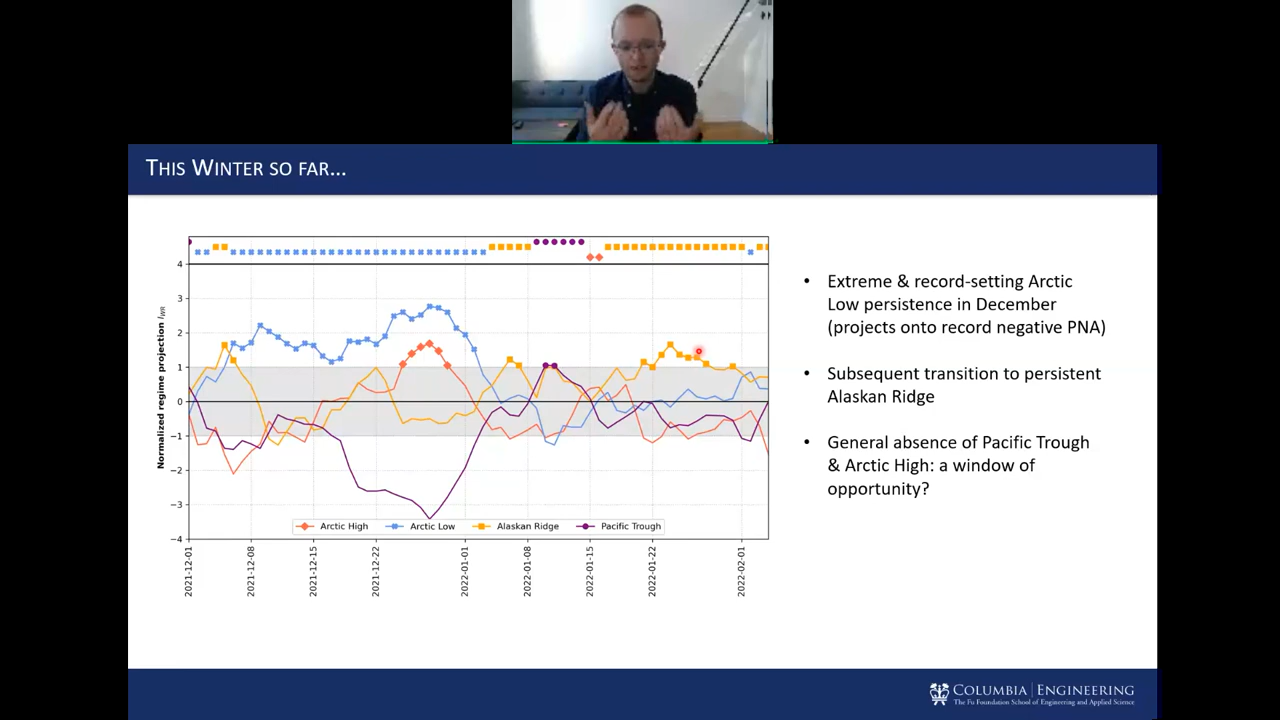 THIS WINTER SO FAR...
4
3
2
1
0
−1
−2
−3
−4
Normalized regime projection I_WR
Arctic High
Arctic Low
Alaskan Ridge
Pacific Trough
2021-12-01
2021-12-08
2021-12-15
2021-12-22
2022-01-01
2022-01-08
2022-01-15
2022-01-22
2022-02-01
• Extreme & record-setting Arctic
Low persistence in December
(projects onto record negative PNA)
• Subsequent transition to persistent
Alaskan Ridge
• General absence of Pacific Trough
& Arctic High: a window of
opportunity?
COLUMBIA | ENGINEERING
The Fu Foundation School of Engineering and Applied Science